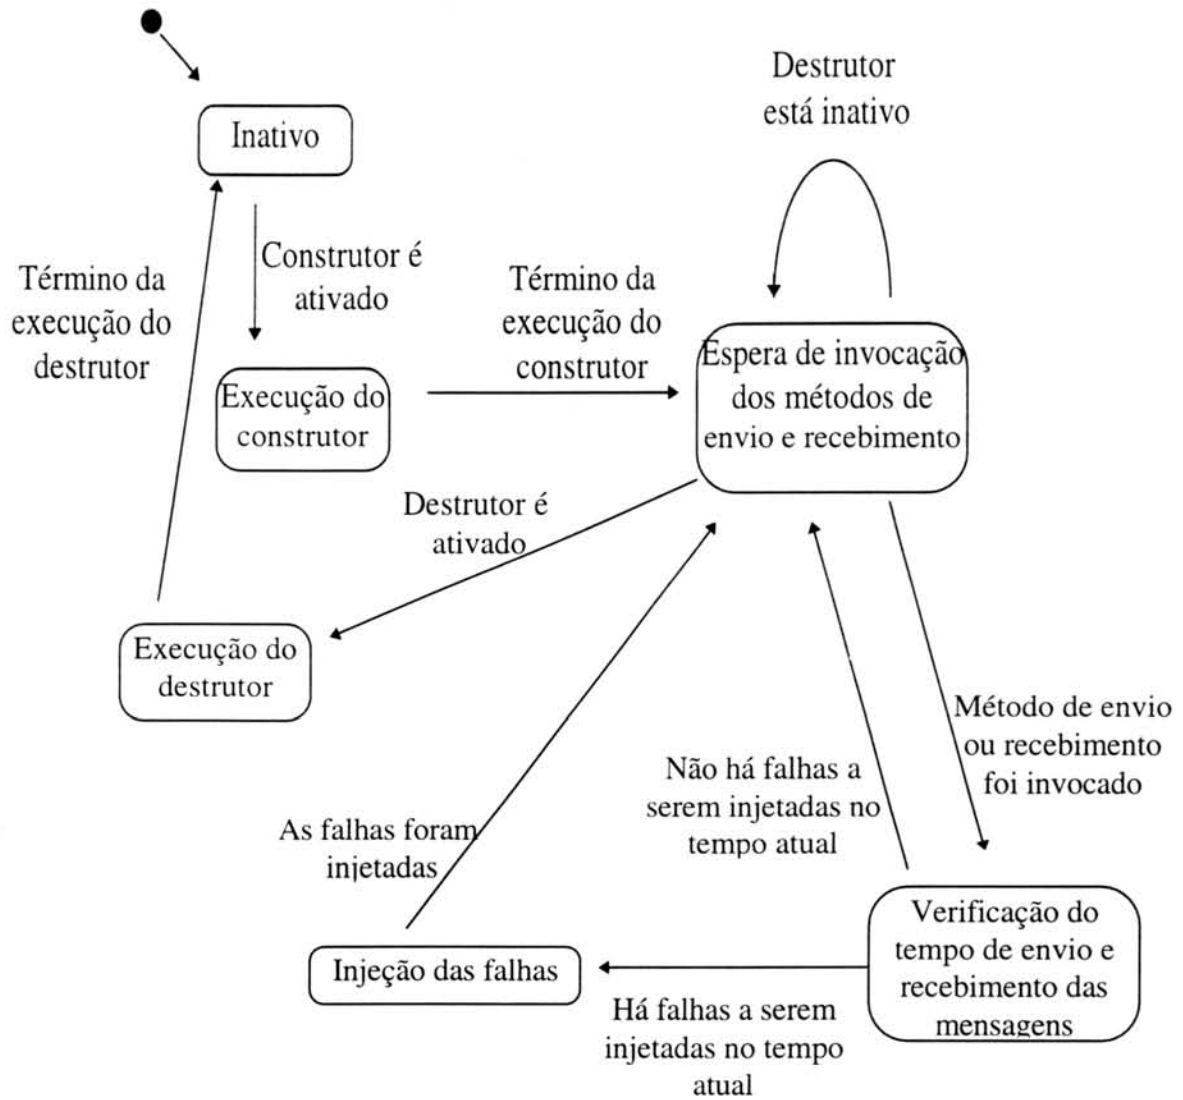 Destrutor
está inativo
Inativo
Construtor é
ativado
Término da
execução do
destrutor
Término da
execução do
construtor
Espera de invocação
dos métodos de
envio e recebimento
Execução do
construtor
Destrutor é
ativado
Execução do
destrutor
Método de envio
ou recebimento
foi invocado
Não há falhas a
serem injetadas no
tempo atual
As falhas foram
injetadas
Verificação do
tempo de envio e
recebimento das
mensagens
Injeção das falhas
Há falhas a serem
injetadas no tempo
atual